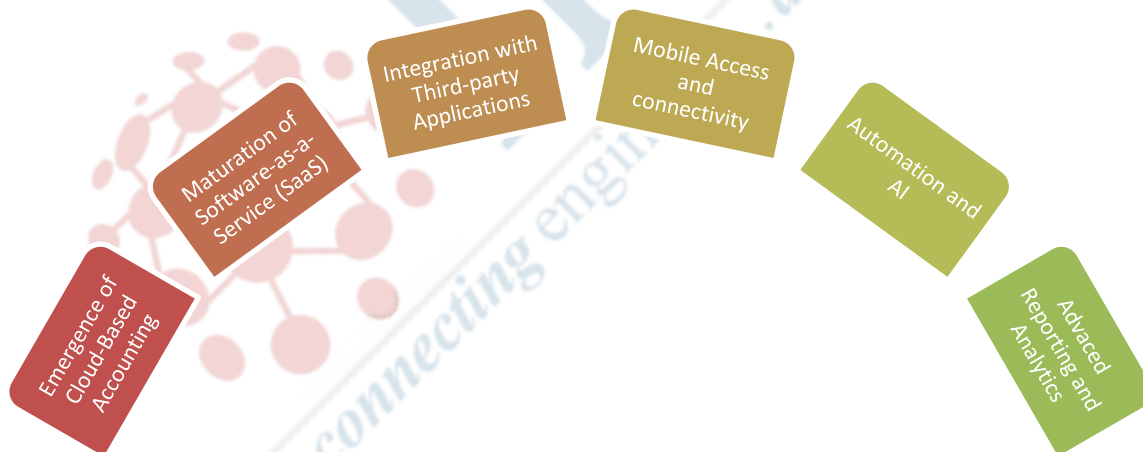 Emergence of
Cloud-Based
Accounting
Maturation of
Software-as-a-
Service (SaaS)
Integration with
Third-party
Applications
Mobile Access
and
connectivity
Automation and
AI
Advaced
Reporting and
Analytics
connecting engin